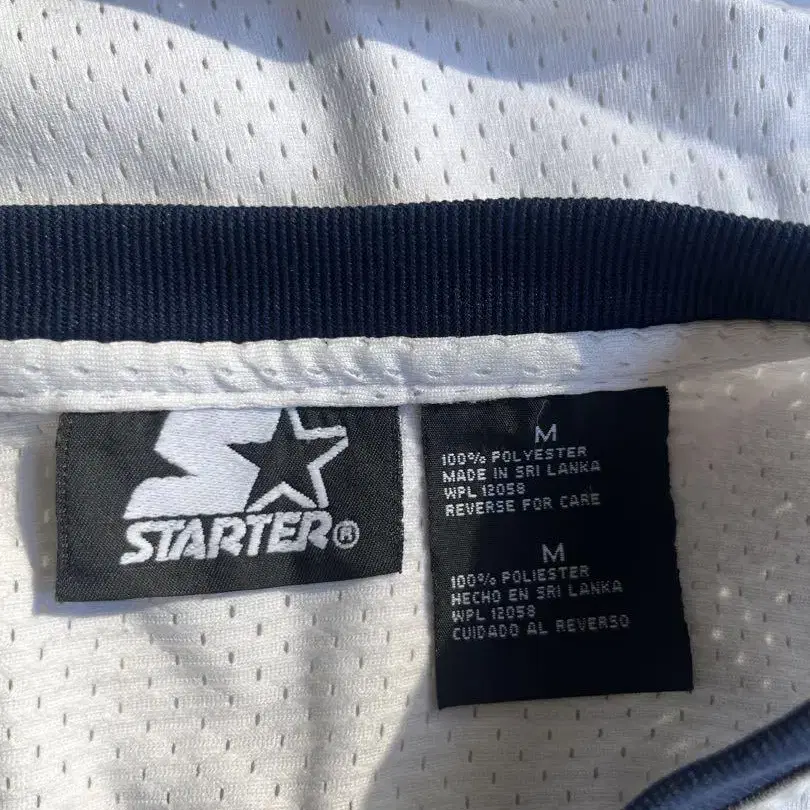 STARTER®
M
100% POLYESTER
MADE IN SRI LANKA
WPL 12058
REVERSE FOR CARE
M
100% POLIESTER
HECHO EN SRI LANKA
WPL 12058
CUIDADO AL REVERSO